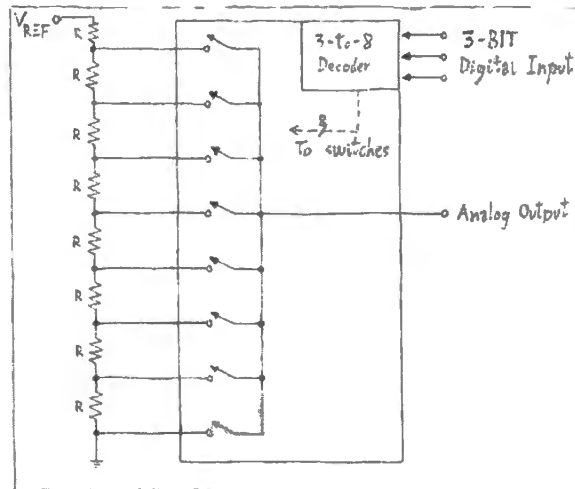 VREF
R
R
R
R
R
R
R
R
3-to-8
Decoder
3-BIT
Digital Input
8
To switches
Analog Output